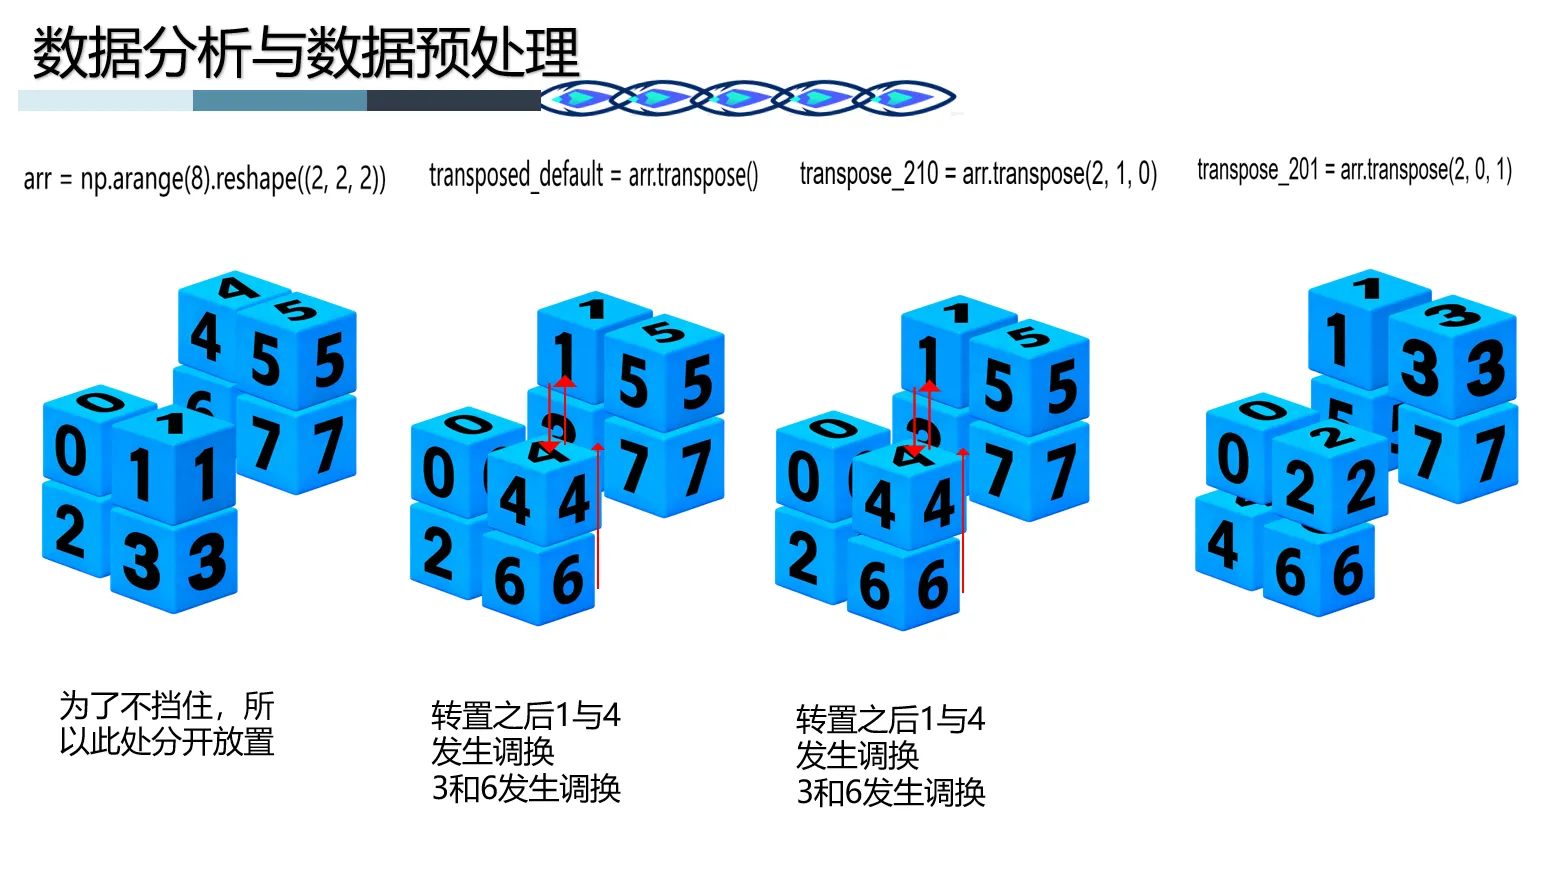 数据分析与数据预处理
arr = np.arange(8).reshape((2, 2, 2))
transposed_default = arr.transpose()
transpose_210 = arr.transpose(2, 1, 0)
transpose_201 = arr.transpose(2, 0, 1)
4
4 5
5 5
6 7 7
0
0 1
1 1
2 3 3
1
1 5
5 5
3 7 7
0
0 4
4 4
2 6 6
1
1 5
5 5
3 7 7
0
0 4
4 4
2 6 6
1
1 3
3 3
5 7 7
0
0 2
2 2
4 6 6
为了不挡住，所
以此处分开放置
转置之后1与4
发生调换
3和6发生调换
转置之后1与4
发生调换
3和6发生调换